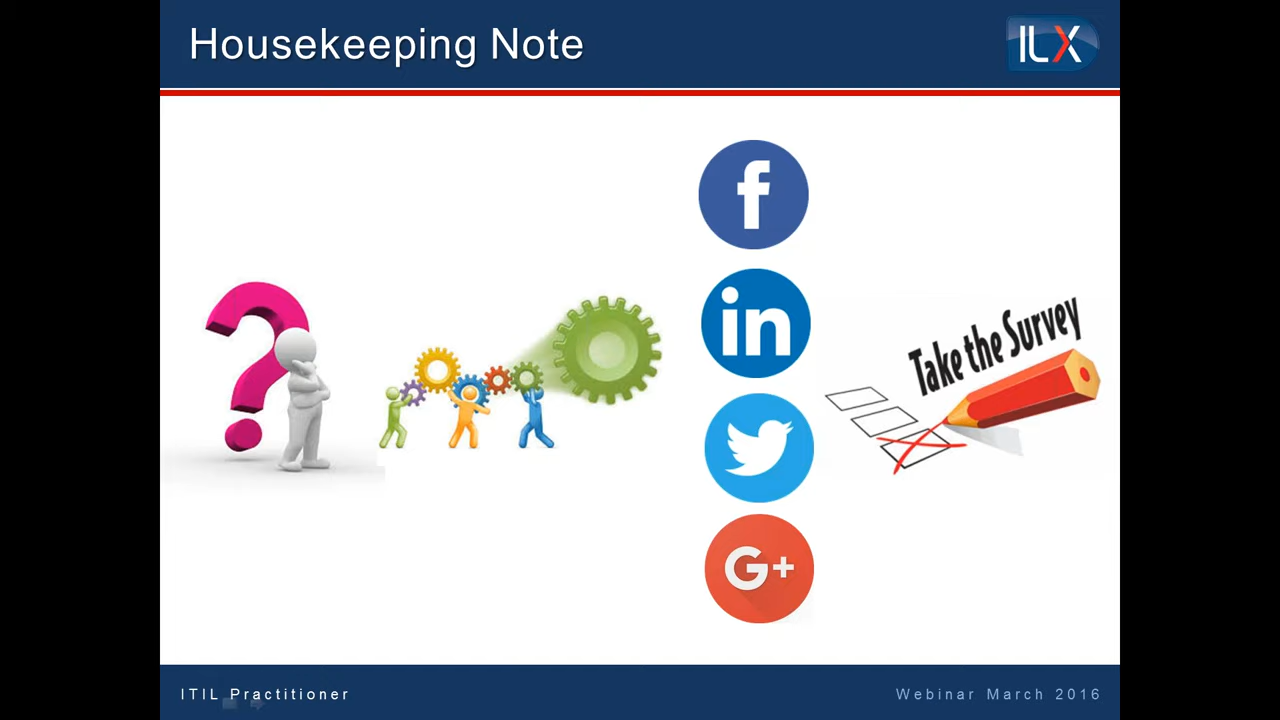 Housekeeping Note
ILX
f
in
G+
Take the Survey
ITIL Practitioner
Webinar March 2016